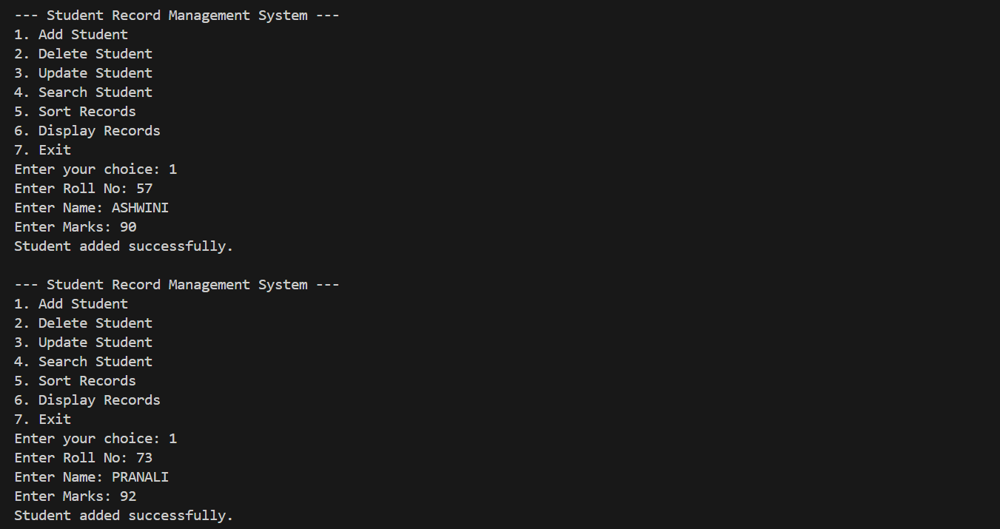 --- Student Record Management System ---
1. Add Student
2. Delete Student
3. Update Student
4. Search Student
5. Sort Records
6. Display Records
7. Exit
Enter your choice: 1
Enter Roll No: 57
Enter Name: ASHWINI
Enter Marks: 90
Student added successfully.

--- Student Record Management System ---
1. Add Student
2. Delete Student
3. Update Student
4. Search Student
5. Sort Records
6. Display Records
7. Exit
Enter your choice: 1
Enter Roll No: 73
Enter Name: PRANALI
Enter Marks: 92
Student added successfully.